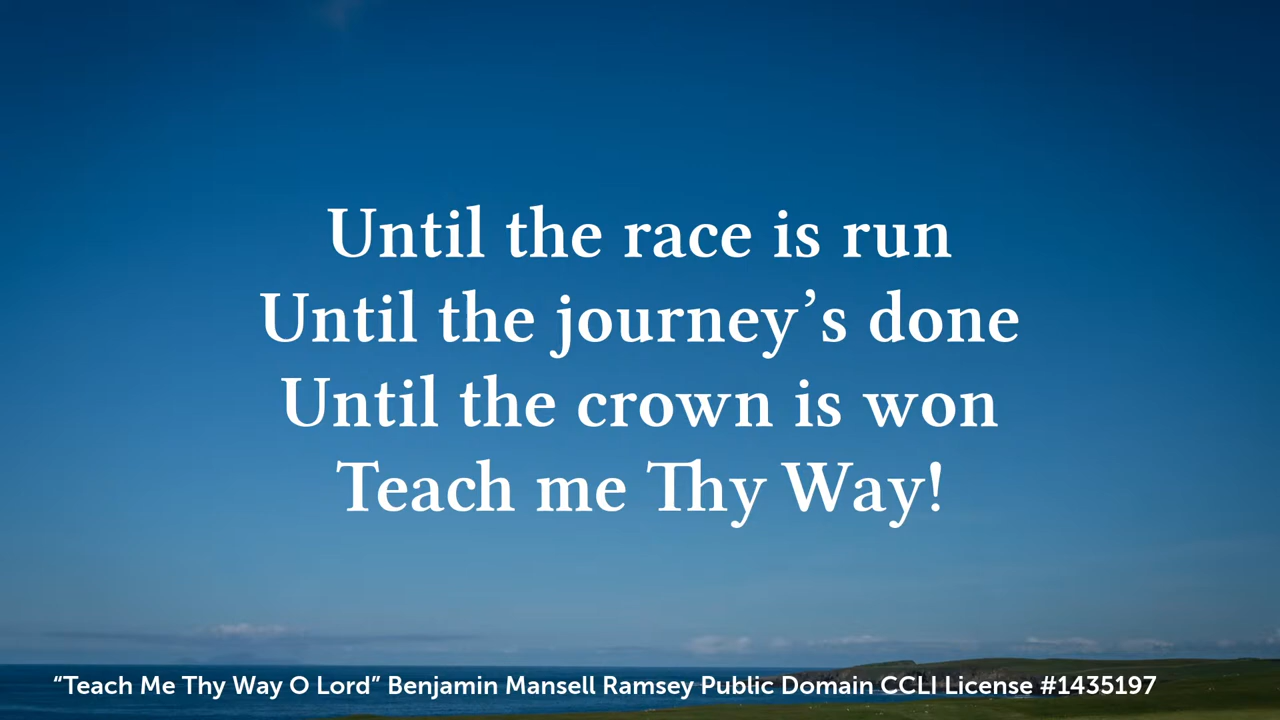 Until the race is run
Until the journey’s done
Until the crown is won
Teach me Thy Way!
“Teach Me Thy Way O Lord” Benjamin Mansell Ramsey Public Domain CCLI License #1435197